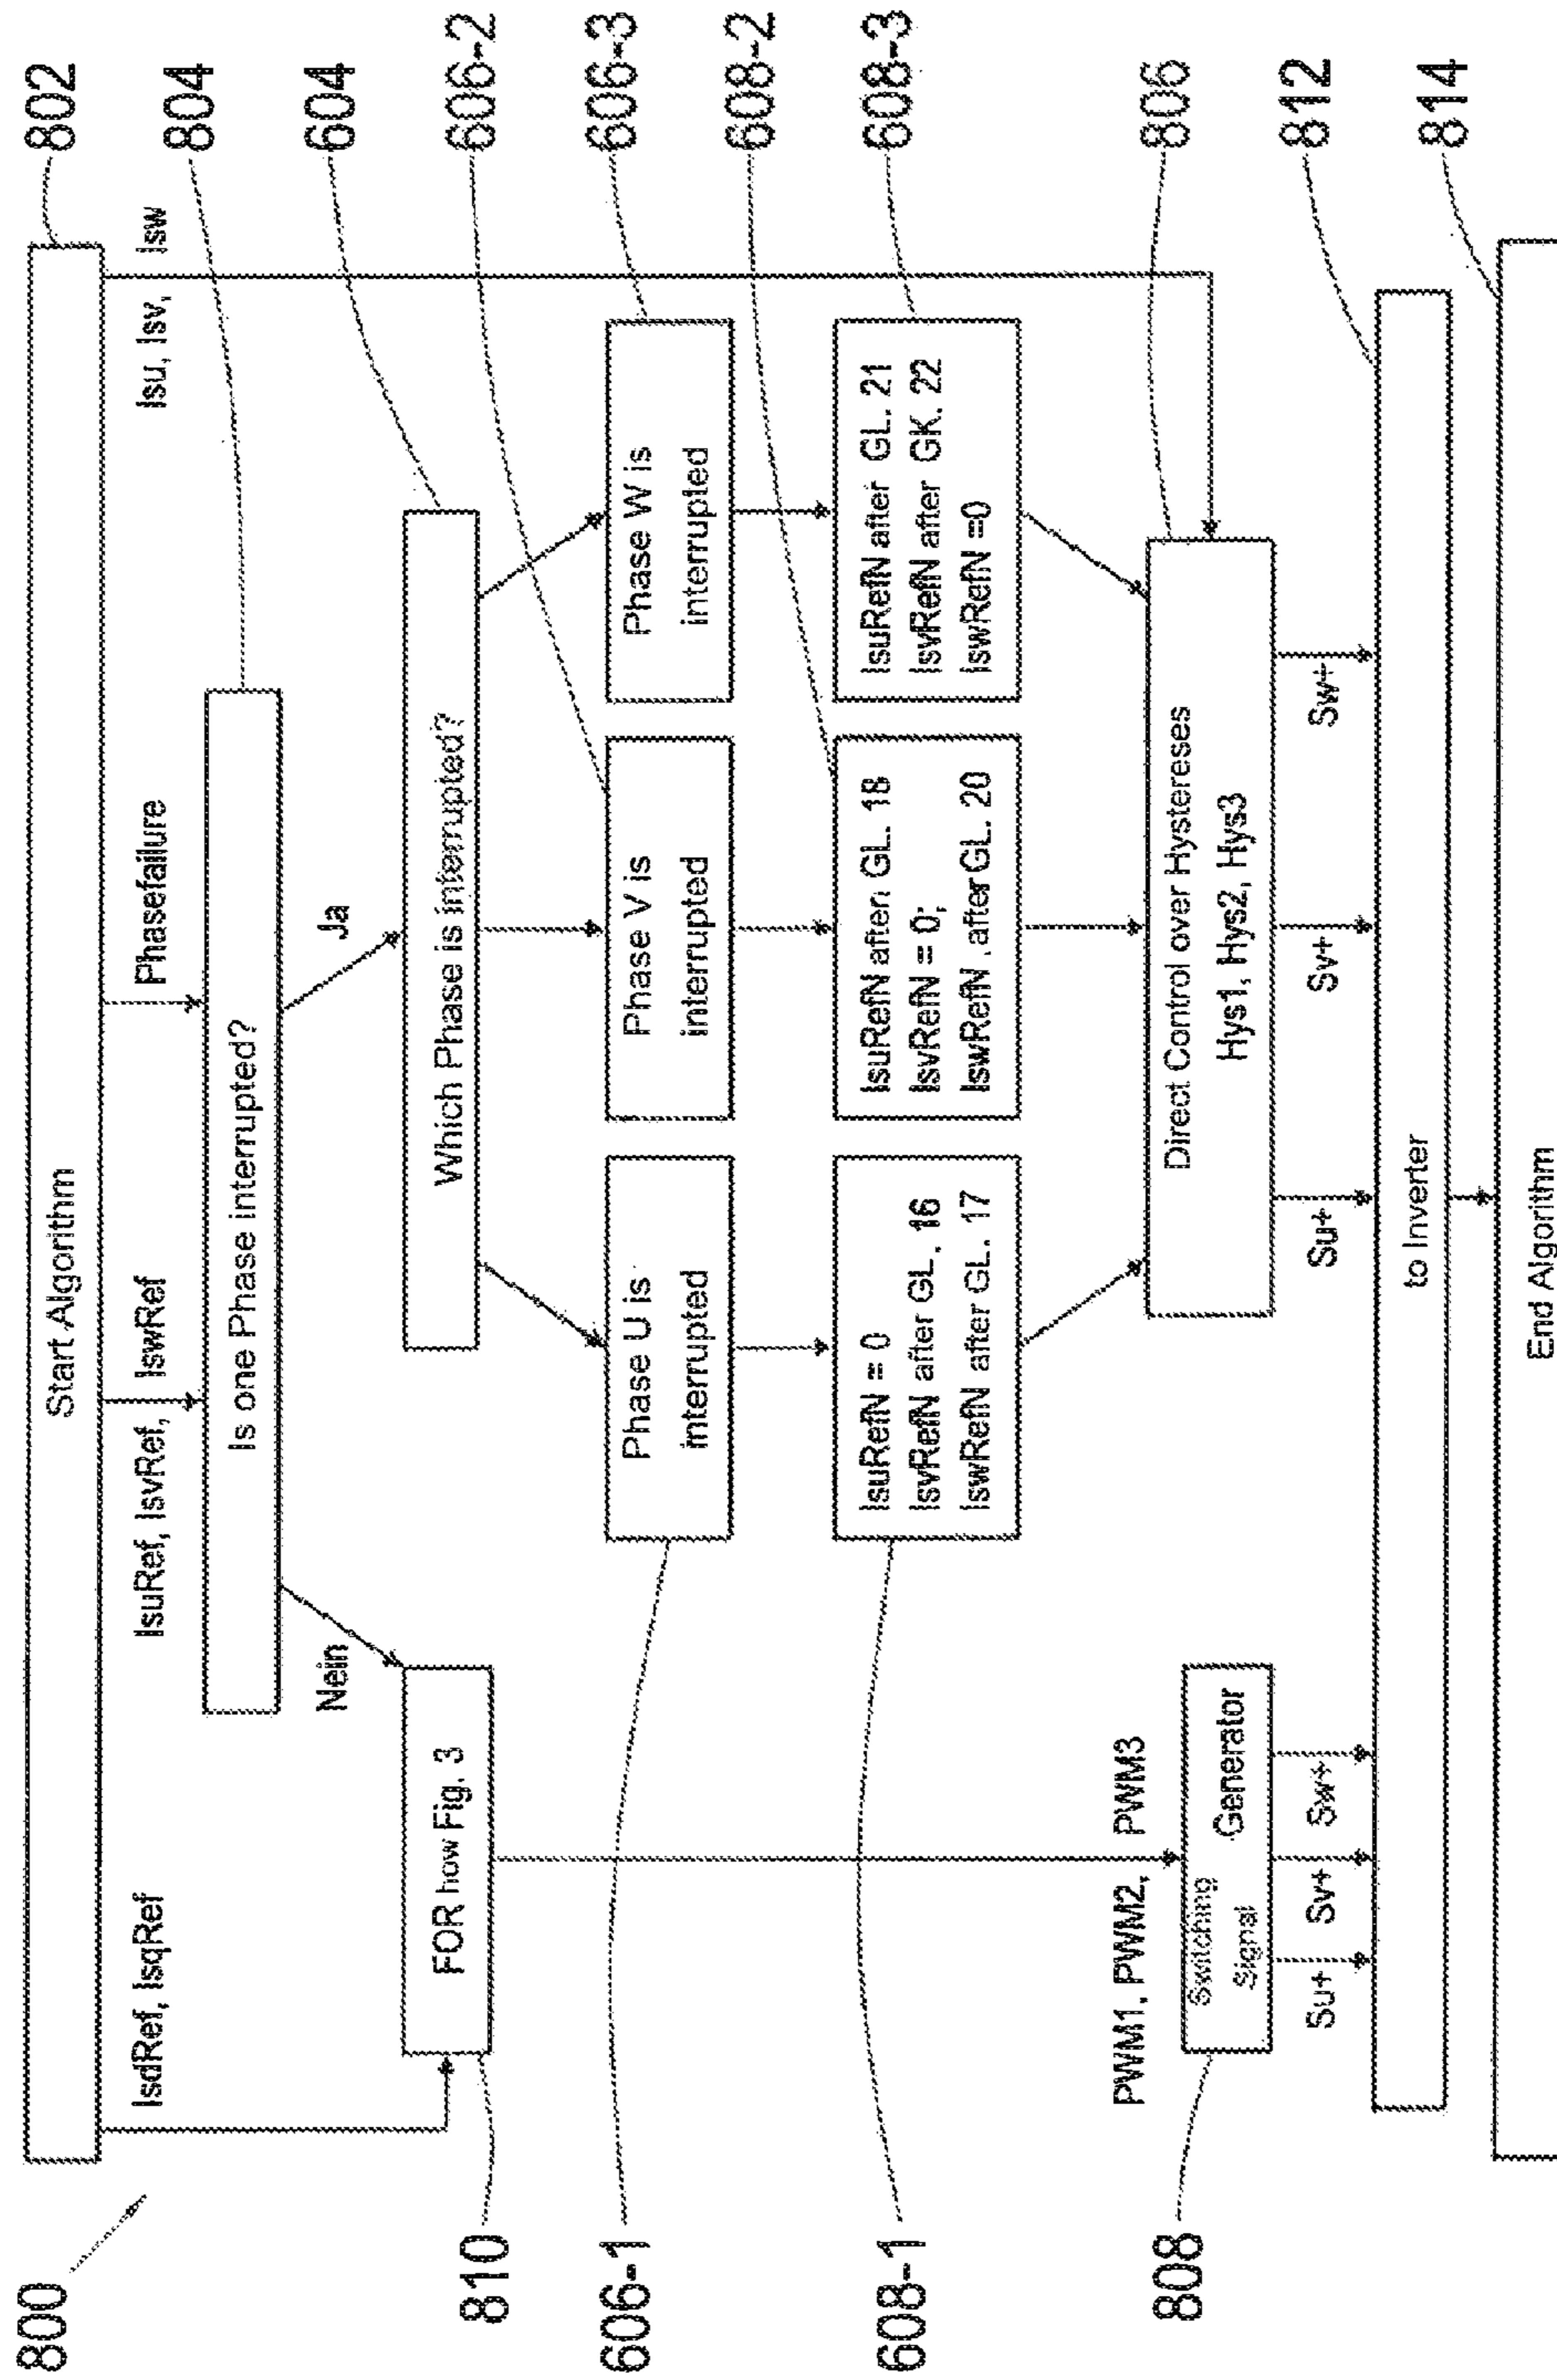 800
802
Start Algorithm
IsdRef, IsqRef
IsuRef, IsvRef, IswRef
Phasefailure
Isu, Isv, Isw
804
Is one Phase interrupted?
Nein
Ja
604
810
FOR how Fig. 3
Which Phase is interrupted?
606-2
606-1
Phase U is
interrupted
Phase V is
interrupted
Phase W is
interrupted
606-3
608-2
608-1
IsuRefN = 0
IsvRefN after GL. 16
IswRefN after GL. 17
IsuRefN after GL. 18
IsvRefN = 0;
IswRefN after GL. 20
IsuRefN after GL. 21
IsvRefN after GK. 22
IswRefN =0
608-3
PWM1, PWM2, PWM3
808
Switching
Signal
Generator
Direct Control over Hystereses
Hys1, Hys2, Hys3
806
Su+ Sv+ Sw+
Su+ Sv+ Sw+
to Inverter
812
End Algorithm
814